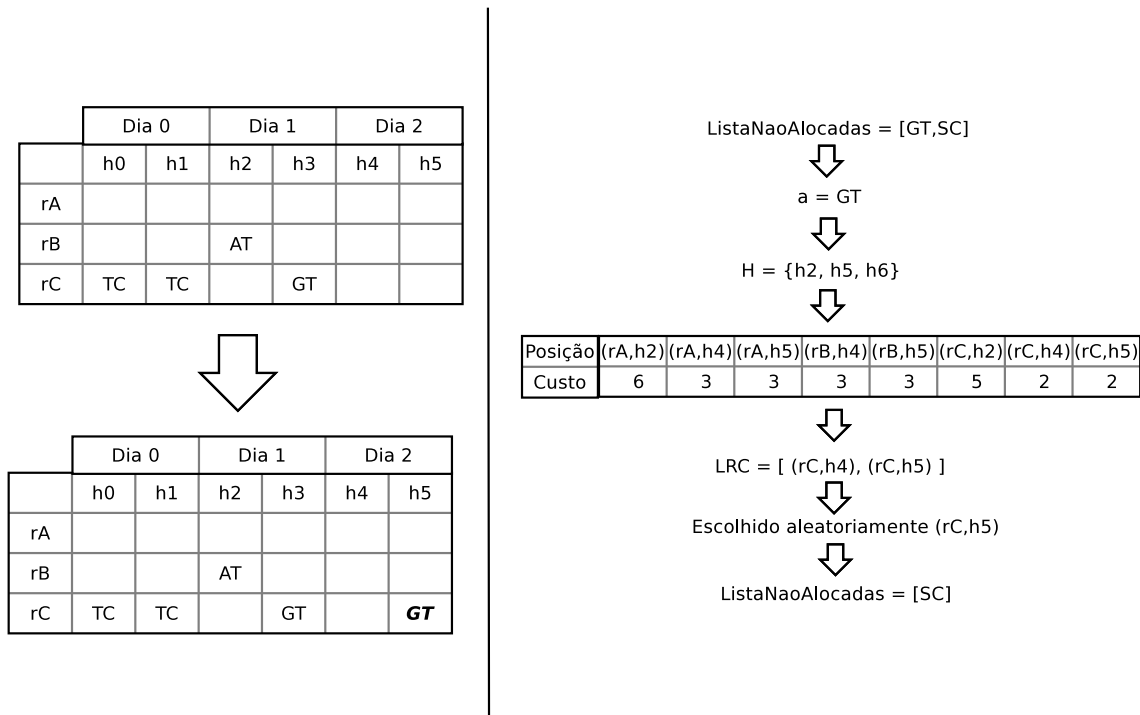 Dia 0 Dia 1 Dia 2
h0 h1 h2 h3 h4 h5
rA
rB AT
rC TC TC GT
Dia 0 Dia 1 Dia 2
h0 h1 h2 h3 h4 h5
rA
rB AT
rC TC TC GT GT
ListaNaoAlocadas = [GT,SC]
a = GT
H = {h2, h5, h6}
Posição (rA,h2) (rA,h4) (rA,h5) (rB,h4) (rB,h5) (rC,h2) (rC,h4) (rC,h5)
Custo 6 3 3 3 3 5 2 2
LRC = [ (rC,h4), (rC,h5) ]
Escolhido aleatoriamente (rC,h5)
ListaNaoAlocadas = [SC]